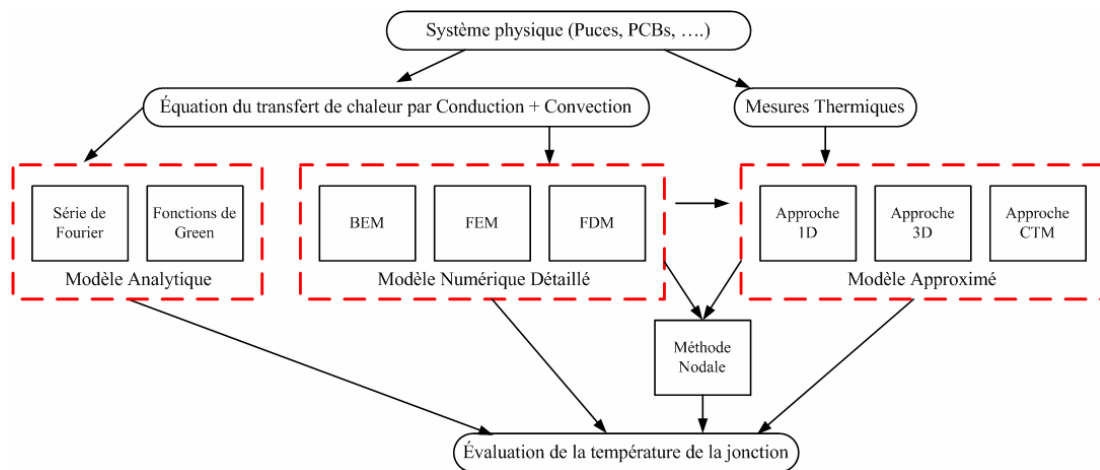 Système physique (Puces, PCBs, ….)
Équation du transfert de chaleur par Conduction + Convection
Mesures Thermiques
Série de
Fourier
Fonctions de
Green
Modèle Analytique
BEM
FEM
FDM
Modèle Numérique Détaillé
Approche
1D
Approche
3D
Approche
CTM
Modèle Approximé
Méthode
Nodale
Évaluation de la température de la jonction